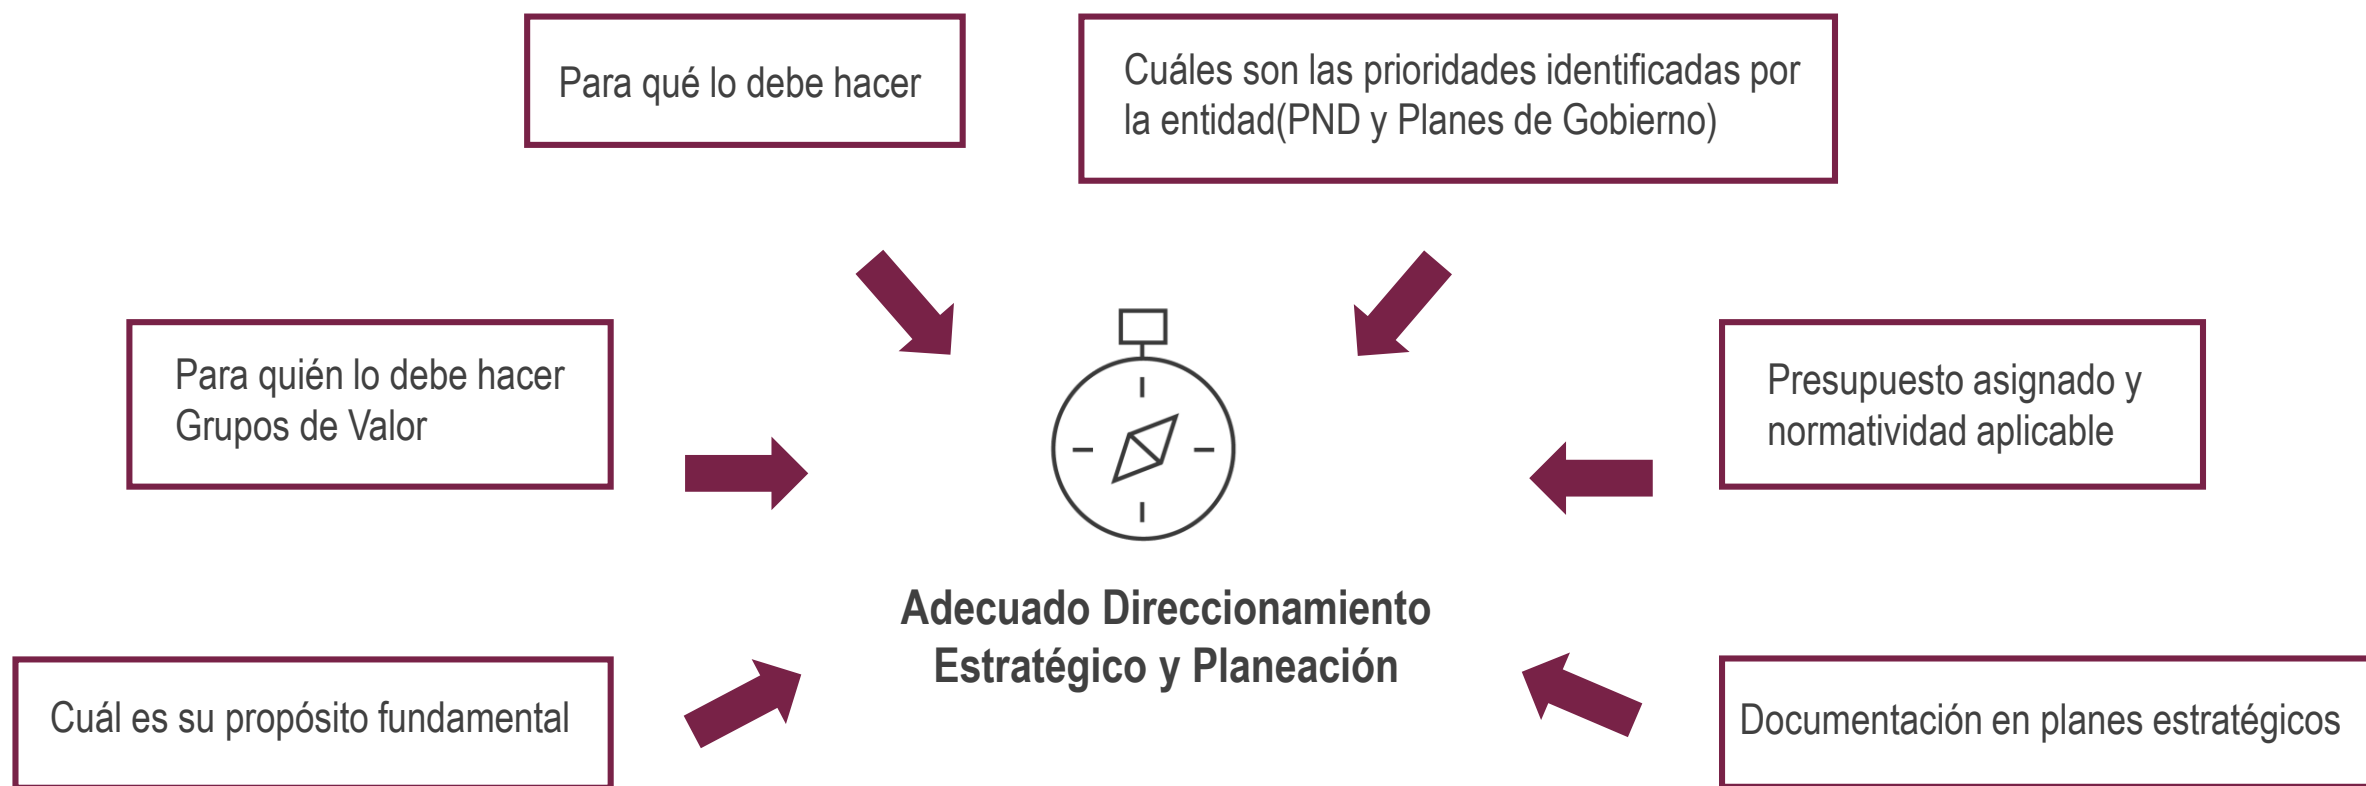 Para qué lo debe hacer
Cuáles son las prioridades identificadas por
la entidad(PND y Planes de Gobierno)
Para quién lo debe hacer
Grupos de Valor
Presupuesto asignado y
normatividad aplicable
Adecuado Direccionamiento
Estratégico y Planeación
Cuál es su propósito fundamental
Documentación en planes estratégicos